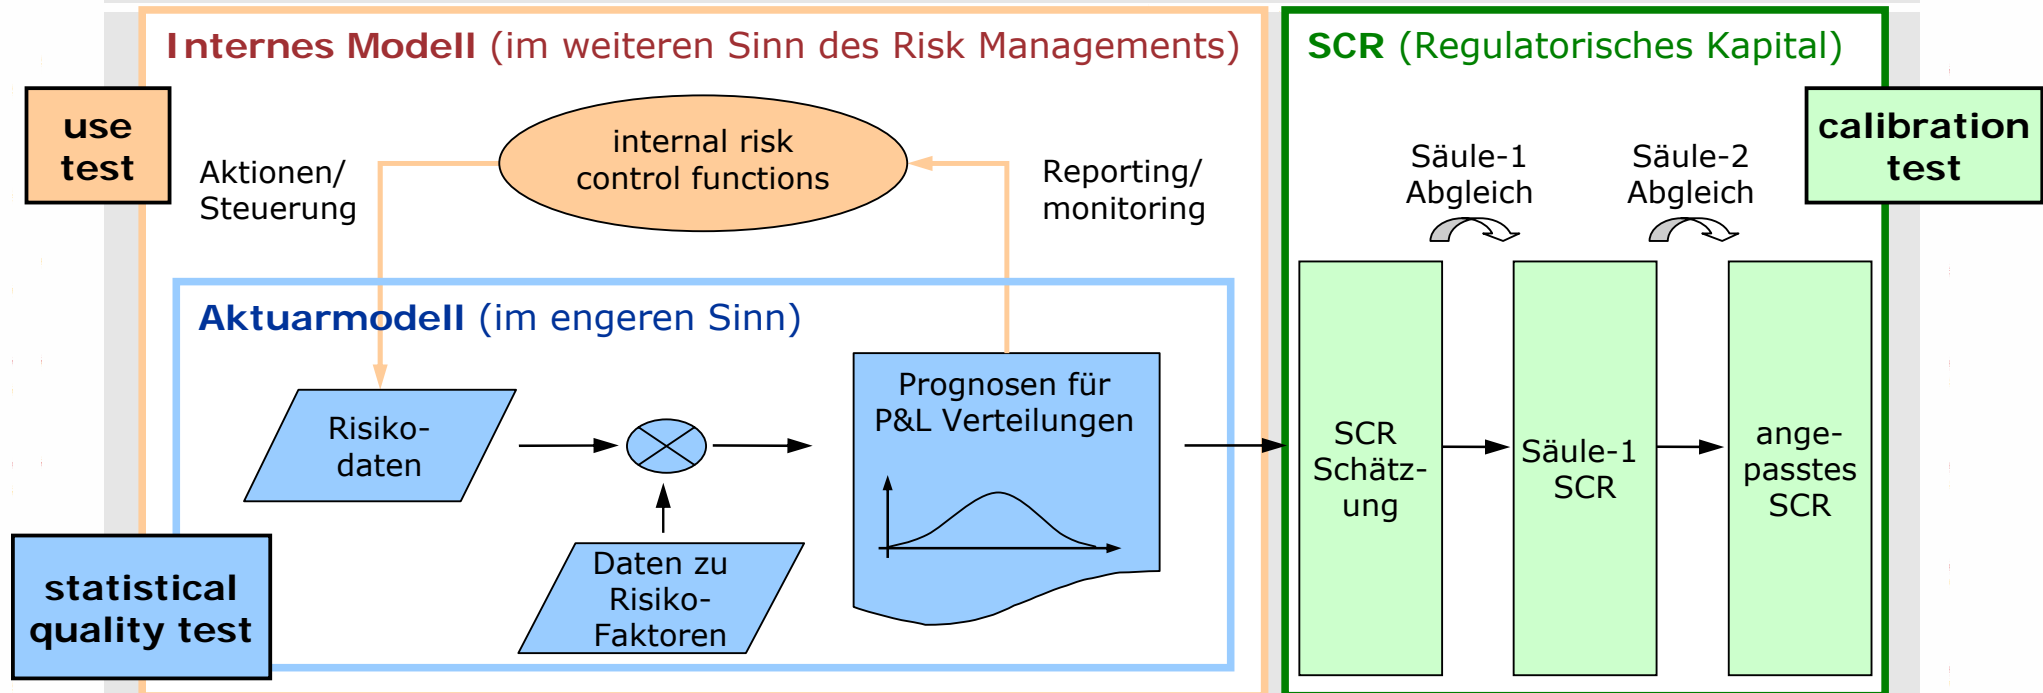 Internes Modell (im weiteren Sinn des Risk Managements)
SCR (Regulatorisches Kapital)
use
test
calibration
test
Aktionen/
Steuerung
internal risk
control functions
Reporting/
monitoring
Säule-1
Abgleich
Säule-2
Abgleich
Aktuarmodell (im engeren Sinn)
Risiko-
daten
Prognosen für
P&L Verteilungen
Daten zu
Risiko-
Faktoren
SCR
Schätz-
ung
Säule-1
SCR
ange-
passtes
SCR
statistical
quality test